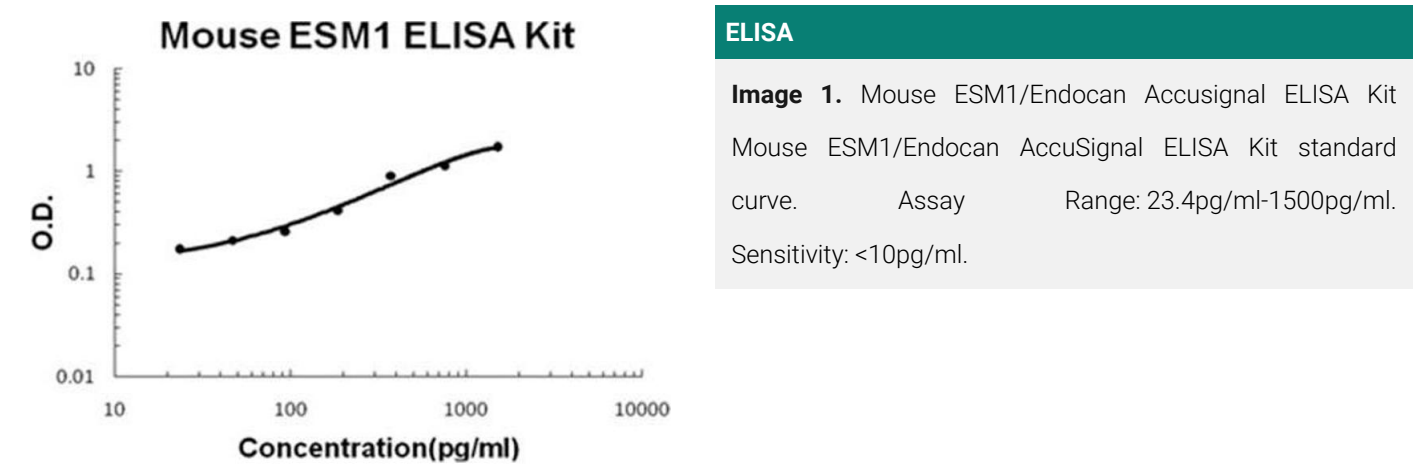 Mouse ESM1 ELISA Kit
10
1
0.1
0.01
O.D.
10 100 1000 10000
Concentration(pg/ml)
ELISA
Image 1. Mouse ESM1/Endocan Accusignal ELISA Kit
Mouse ESM1/Endocan AccuSignal ELISA Kit standard
curve. Assay Range: 23.4pg/ml-1500pg/ml.
Sensitivity: <10pg/ml.